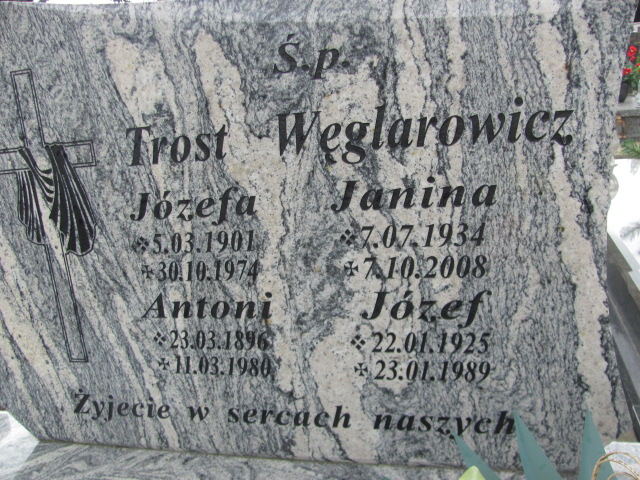 Ś.p.
Trost Węglarowicz
Józefa Janina
5.03.1901 7.07.1934
30.10.1974 7.10.2008
Antoni Józef
23.03.1896 22.01.1925
11.03.1980 23.01.1989
Żyjecie w sercach naszych